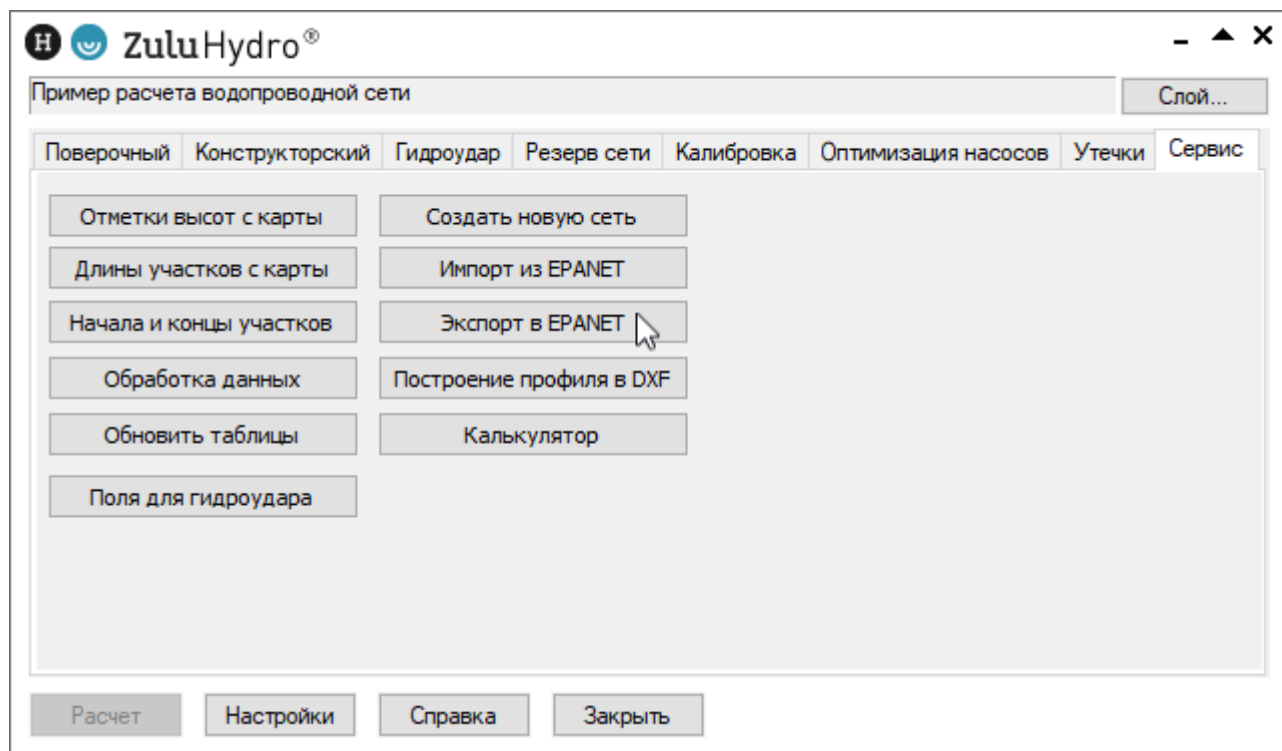 H ZuluHydro®
Пример расчета водопроводной сети Слой...
Поверочный Конструкторский Гидроудар Резерв сети Калибровка Оптимизация насосов Утечки Сервис
Отметки высот с карты Создать новую сеть
Длины участков с карты Импорт из EPANET
Начала и концы участков Экспорт в EPANET
Обработка данных Построение профиля в DXF
Обновить таблицы Калькулятор
Поля для гидроудара
Расчет Настройки Справка Закрыть